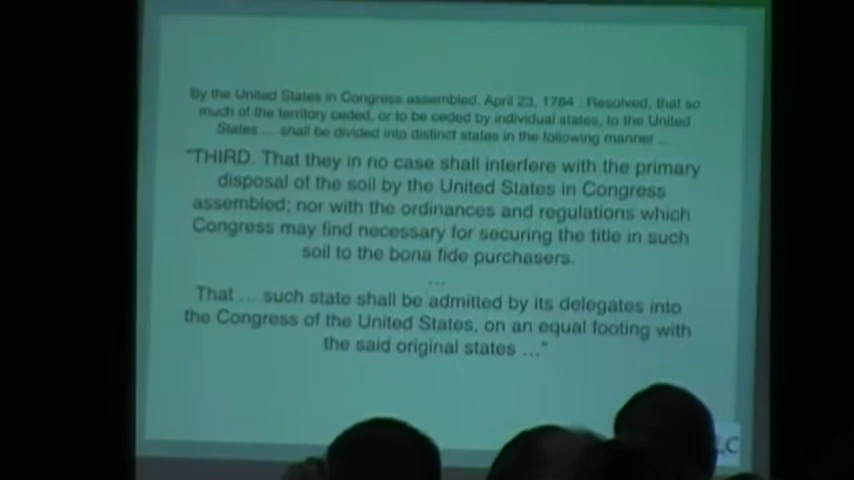 By the United States in Congress assembled, April 23, 1784 : Resolved, that so
much of the territory ceded, or to be ceded by individual states, to the United
States ... shall be divided into distinct states in the following manner ...
"THIRD. That they in no case shall interfere with the primary
disposal of the soil by the United States in Congress
assembled; nor with the ordinances and regulations which
Congress may find necessary for securing the title in such
soil to the bona fide purchasers.
...
That ... such state shall be admitted by its delegates into
the Congress of the United States, on an equal footing with
the said original states ..."
LC